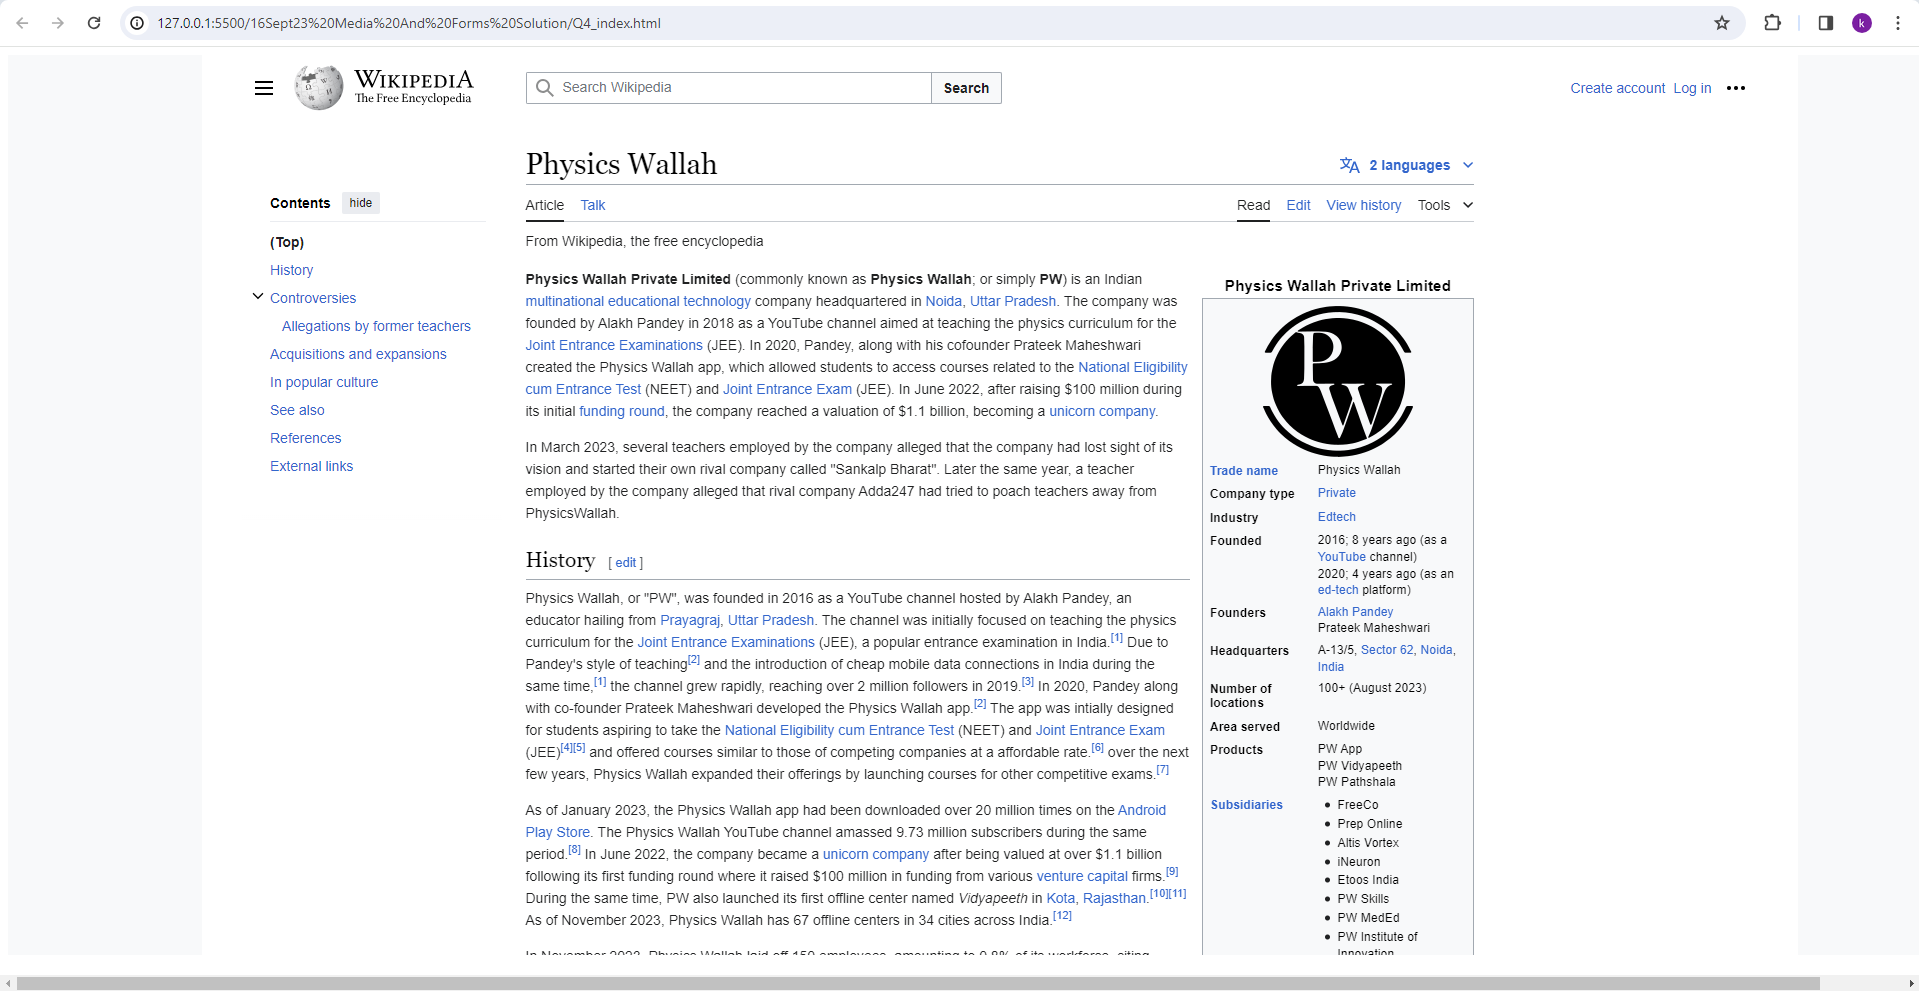 127.0.0.1:5500/16Sept23%20Media%20And%20Forms%20Solution/Q4_index.html
k
WIKIPEDIA
The Free Encyclopedia
Search Wikipedia
Search
Create account Log in
Physics Wallah
2 languages
Contents hide
(Top)
History
Controversies
Allegations by former teachers
Acquisitions and expansions
In popular culture
See also
References
External links
Article Talk
Read Edit View history Tools
From Wikipedia, the free encyclopedia
Physics Wallah Private Limited (commonly known as Physics Wallah; or simply PW) is an Indian
multinational educational technology company headquartered in Noida, Uttar Pradesh. The company was
founded by Alakh Pandey in 2018 as a YouTube channel aimed at teaching the physics curriculum for the
Joint Entrance Examinations (JEE). In 2020, Pandey, along with his cofounder Prateek Maheshwari
created the Physics Wallah app, which allowed students to access courses related to the National Eligibility
cum Entrance Test (NEET) and Joint Entrance Exam (JEE). In June 2022, after raising $100 million during
its initial funding round, the company reached a valuation of $1.1 billion, becoming a unicorn company.
In March 2023, several teachers employed by the company alleged that the company had lost sight of its
vision and started their own rival company called "Sankalp Bharat". Later the same year, a teacher
employed by the company alleged that rival company Adda247 had tried to poach teachers away from
PhysicsWallah.
History [ edit ]
Physics Wallah, or "PW", was founded in 2016 as a YouTube channel hosted by Alakh Pandey, an
educator hailing from Prayagraj, Uttar Pradesh. The channel was initially focused on teaching the physics
curriculum for the Joint Entrance Examinations (JEE), a popular entrance examination in India.[1] Due to
Pandey's style of teaching[2] and the introduction of cheap mobile data connections in India during the
same time,[1] the channel grew rapidly, reaching over 2 million followers in 2019.[3] In 2020, Pandey along
with co-founder Prateek Maheshwari developed the Physics Wallah app.[2] The app was intially designed
for students aspiring to take the National Eligibility cum Entrance Test (NEET) and Joint Entrance Exam
(JEE)[4][5] and offered courses similar to those of competing companies at a affordable rate.[6] over the next
few years, Physics Wallah expanded their offerings by launching courses for other competitive exams.[7]
As of January 2023, the Physics Wallah app had been downloaded over 20 million times on the Android
Play Store. The Physics Wallah YouTube channel amassed 9.73 million subscribers during the same
period.[8] In June 2022, the company became a unicorn company after being valued at over $1.1 billion
following its first funding round where it raised $100 million in funding from various venture capital firms.[9]
During the same time, PW also launched its first offline center named Vidyapeeth in Kota, Rajasthan.[10][11]
As of November 2023, Physics Wallah has 67 offline centers in 34 cities across India.[12]
In November 2023, Physics Wallah laid off 150 employees, amounting to 0.8% of its workforce, citing
Physics Wallah Private Limited
PW
Trade name Physics Wallah
Company type Private
Industry Edtech
Founded 2016; 8 years ago (as a
YouTube channel)
2020; 4 years ago (as an
ed-tech platform)
Founders Alakh Pandey
Prateek Maheshwari
Headquarters A-13/5, Sector 62, Noida,
India
Number of 100+ (August 2023)
locations
Area served Worldwide
Products PW App
PW Vidyapeeth
PW Pathshala
Subsidiaries • FreeCo
• Prep Online
• Altis Vortex
• iNeuron
• Etoos India
• PW Skills
• PW MedEd
• PW Institute of
Innovation